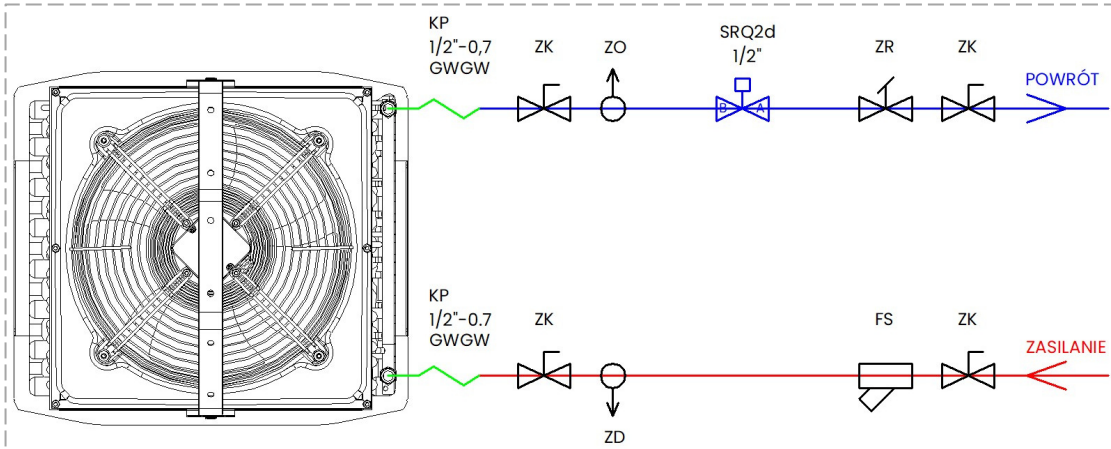 KP
1/2"-0,7
GWGW
ZK
ZO
SRQ2d
1/2"
ZR
ZK
POWRÓT
B
A
KP
1/2"-0.7
GWGW
ZK
ZD
FS
ZK
ZASILANIE